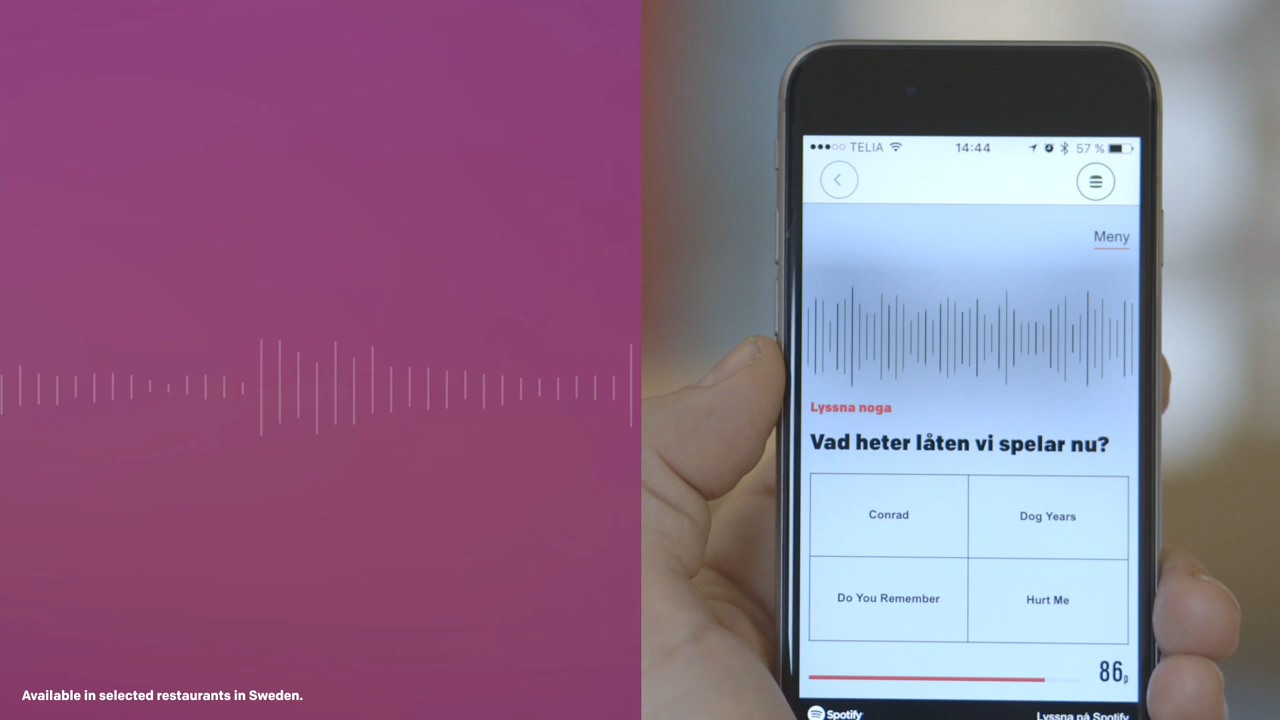 TELIA 14:44 57 %
Meny
Lyssna noga
Vad heter låten vi spelar nu?
Conrad Dog Years
Do You Remember Hurt Me
86p
Spotify Lyssna på Spotify
Available in selected restaurants in Sweden.